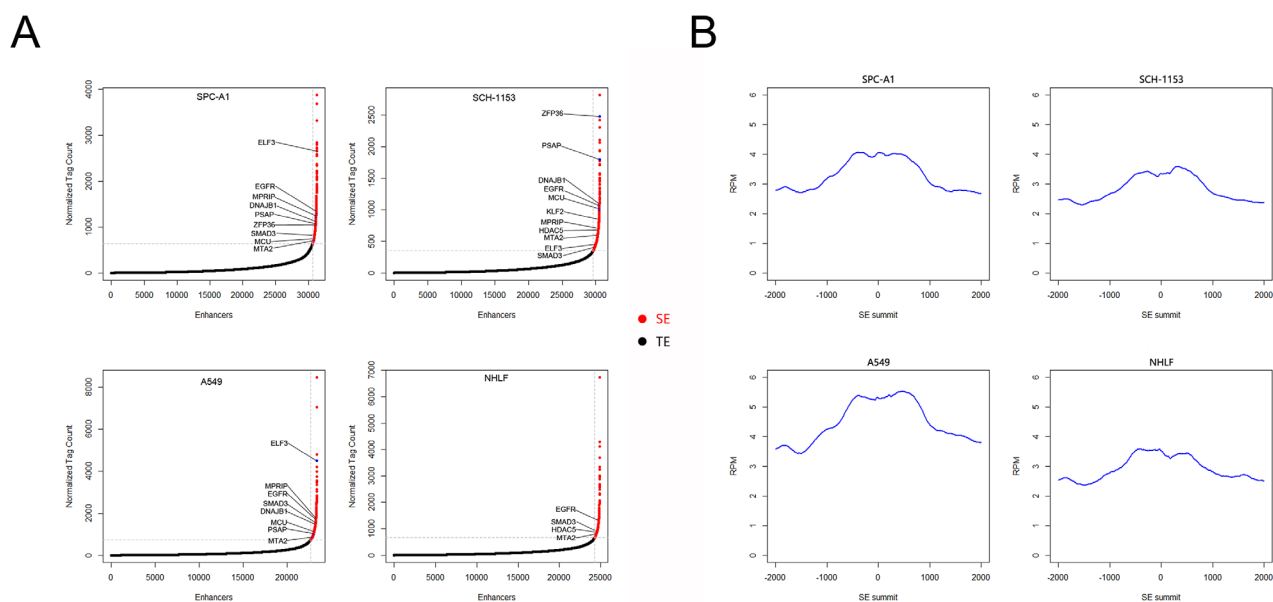 A
B
SPC-A1
Normalized Tag Count
4000
3000
2000
1000
0
ELF3
EGFR
MPRIP
DNAJB1
PSAP
ZFP36
SMAD3
MCU
MTA2
0 5000 10000 15000 20000 25000 30000
Enhancers
SCH-1153
Normalized Tag Count
2500
2000
1500
1000
500
0
ZFP36
PSAP
DNAJB1
EGFR
MCU
KLF2
MPRIP
HDAC5
MTA2
ELF3
SMAD3
0 5000 10000 15000 20000 25000 30000
Enhancers
A549
Normalized Tag Count
8000
6000
4000
2000
0
ELF3
MPRIP
EGFR
SMAD3
DNAJB1
MCU
PSAP
MTA2
0 5000 10000 15000 20000
Enhancers
NHLF
Normalized Tag Count
7000
6000
5000
4000
3000
2000
1000
0
EGFR
SMAD3
HDAC5
MTA2
0 5000 10000 15000 20000 25000
Enhancers
SE
TE
SPC-A1
RPM
6
5
4
3
2
1
0
-2000 -1000 0 1000 2000
SE summit
SCH-1153
RPM
6
5
4
3
2
1
0
-2000 -1000 0 1000 2000
SE summit
A549
RPM
6
5
4
3
2
1
0
-2000 -1000 0 1000 2000
SE summit
NHLF
RPM
6
5
4
3
2
1
0
-2000 -1000 0 1000 2000
SE summit